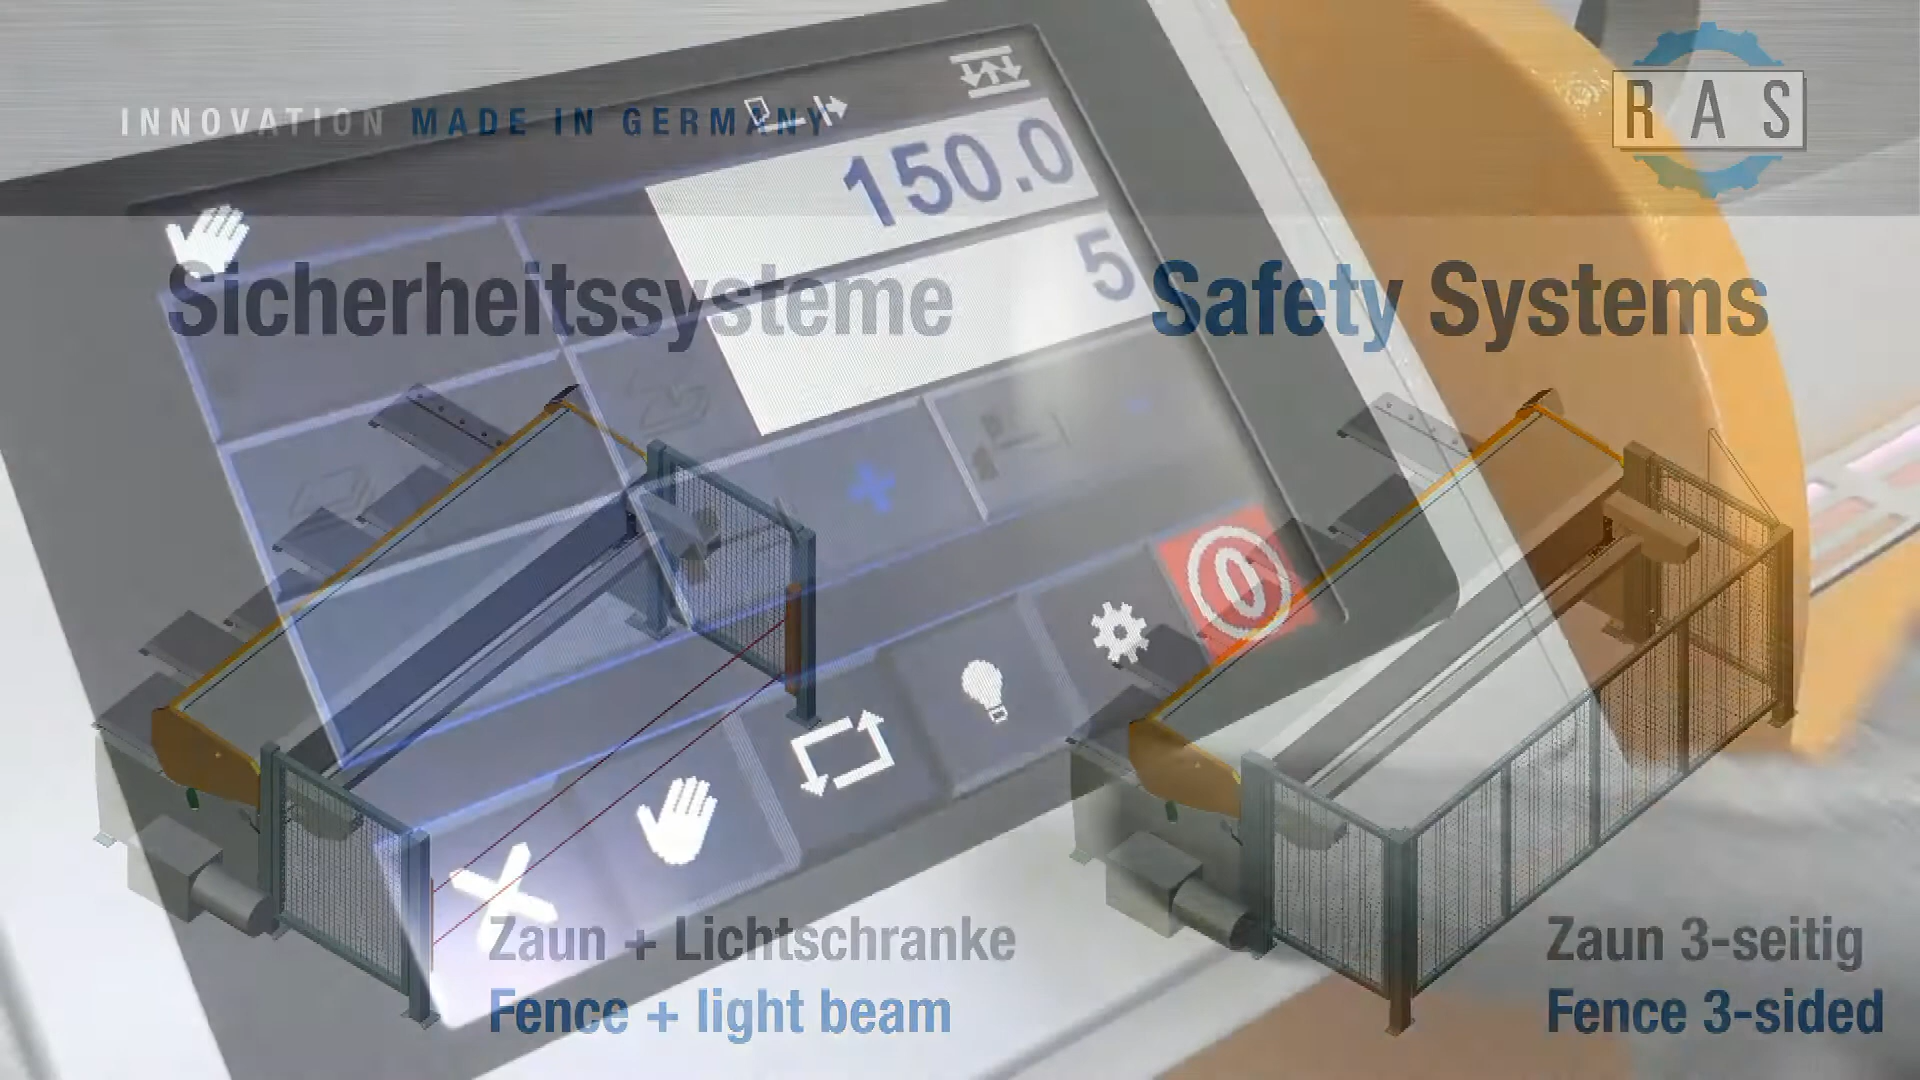 INNOVATION MADE IN GERMANY
RAS
150.0
5
Sicherheitssysteme
Safety Systems
0
Zaun + Lichtschranke
Fence + light beam
Zaun 3-seitig
Fence 3-sided